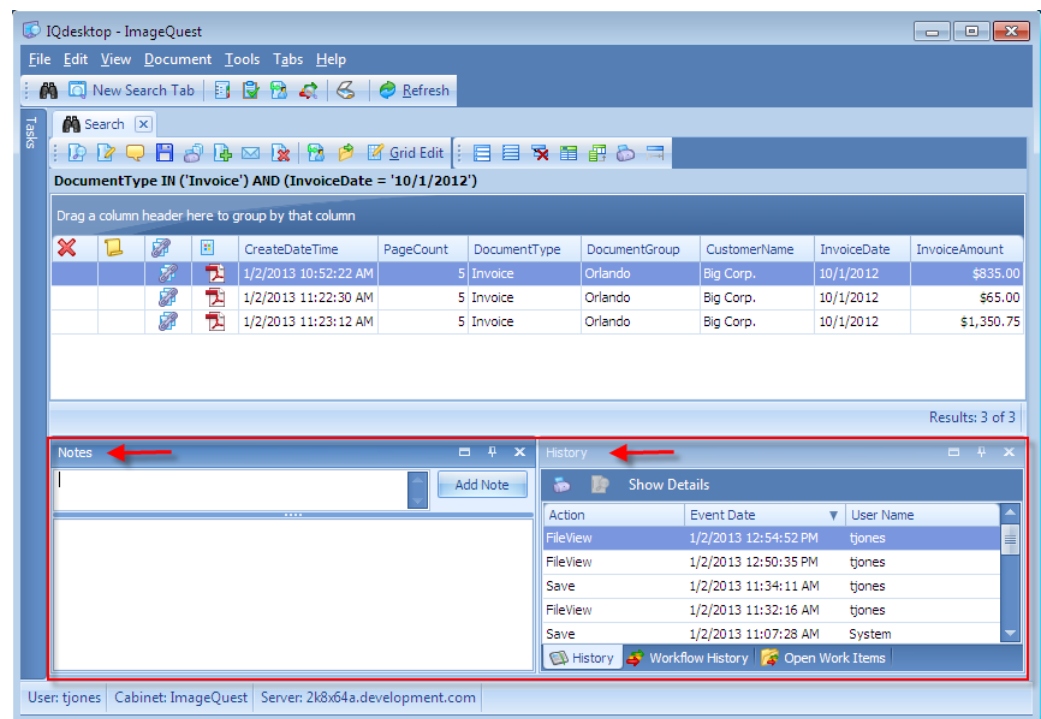 IQdesktop - ImageQuest
File Edit View Document Tools Tabs Help
New Search Tab Refresh
Tasks
Search
Grid Edit
DocumentType IN ('Invoice') AND (InvoiceDate = '10/1/2012')
Drag a column header here to group by that column
CreateDateTime PageCount DocumentType DocumentGroup CustomerName InvoiceDate InvoiceAmount
1/2/2013 10:52:22 AM 5 Invoice Orlando Big Corp. 10/1/2012 $835.00
1/2/2013 11:22:30 AM 5 Invoice Orlando Big Corp. 10/1/2012 $65.00
1/2/2013 11:23:12 AM 5 Invoice Orlando Big Corp. 10/1/2012 $1,350.75
Results: 3 of 3
Notes
Add Note
History
Show Details
Action Event Date User Name
FileView 1/2/2013 12:54:52 PM tjones
FileView 1/2/2013 12:50:35 PM tjones
Save 1/2/2013 11:34:11 AM tjones
FileView 1/2/2013 11:32:16 AM tjones
Save 1/2/2013 11:07:28 AM System
History Workflow History Open Work Items
User: tjones Cabinet: ImageQuest Server: 2k8x64a.development.com